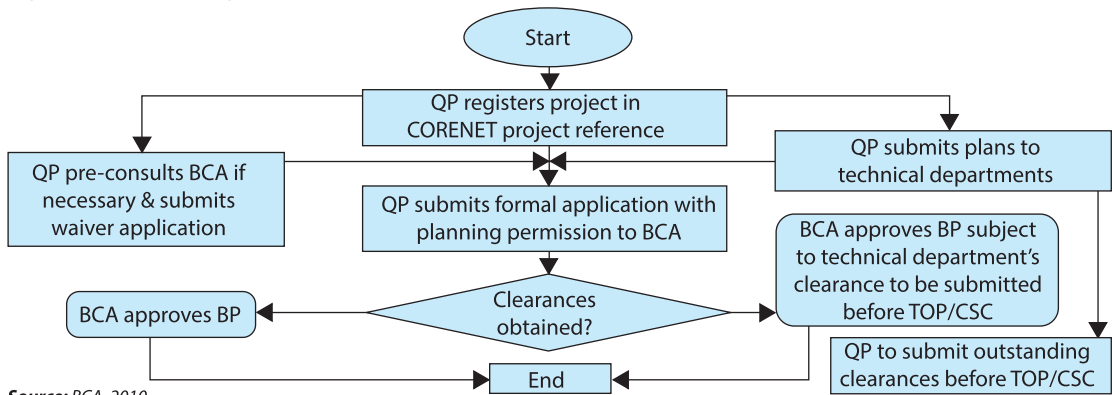 Start
QP registers project in
CORENET project reference
QP pre-consults BCA if
necessary & submits
waiver application
QP submits plans to
technical departments
QP submits formal application with
planning permission to BCA
BCA approves BP subject
to technical department's
clearance to be submitted
before TOP/CSC
Clearances
obtained?
BCA approves BP
QP to submit outstanding
clearances before TOP/CSC
End
Source: BCA, 2010